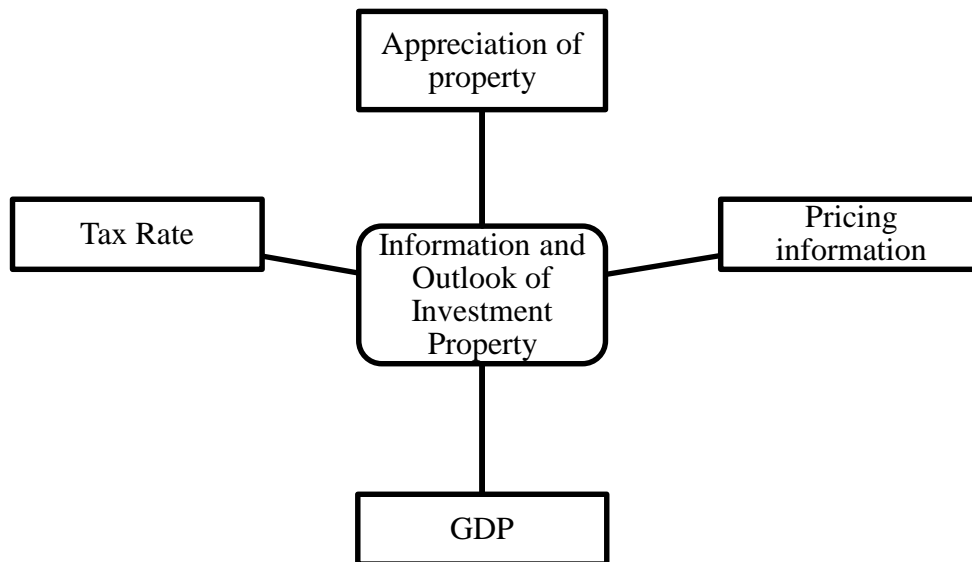 Appreciation of
property
Tax Rate
Pricing
information
Information and
Outlook of
Investment
Property
GDP